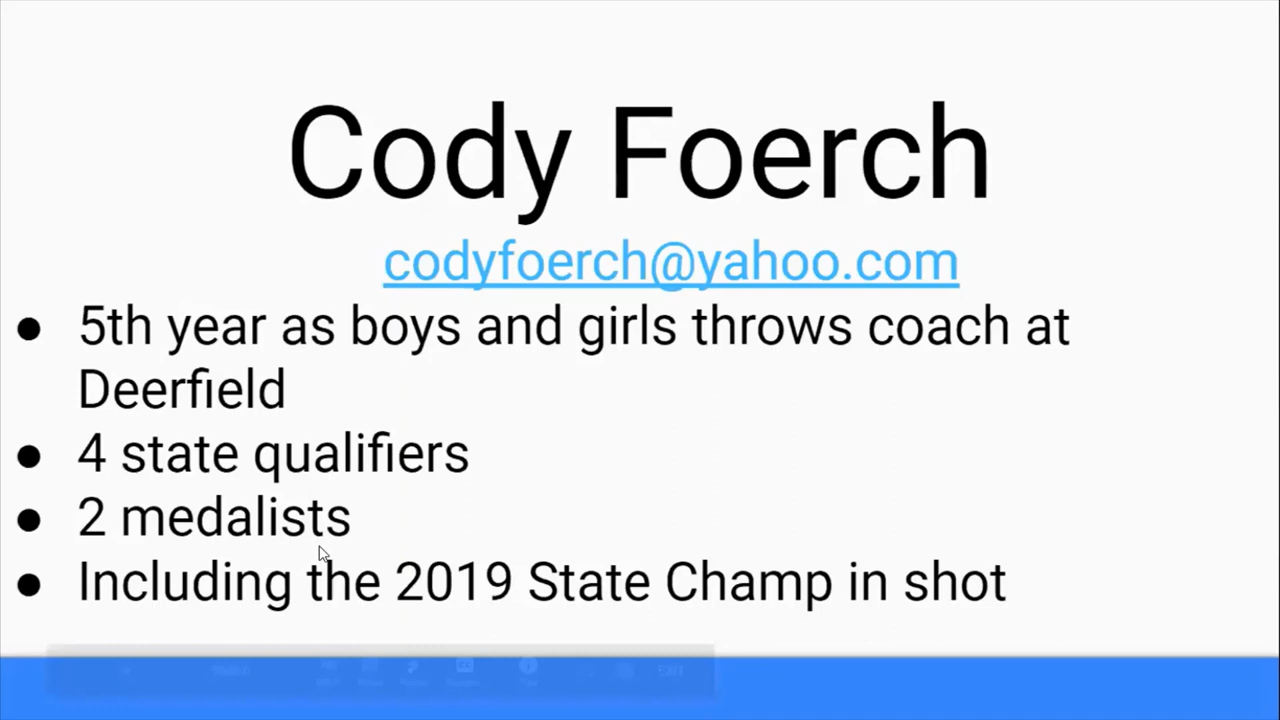 Cody Foerch
codyfoerch@yahoo.com
● 5th year as boys and girls throws coach at
Deerfield
● 4 state qualifiers
● 2 medalists
● Including the 2019 State Champ in shot
EXIT